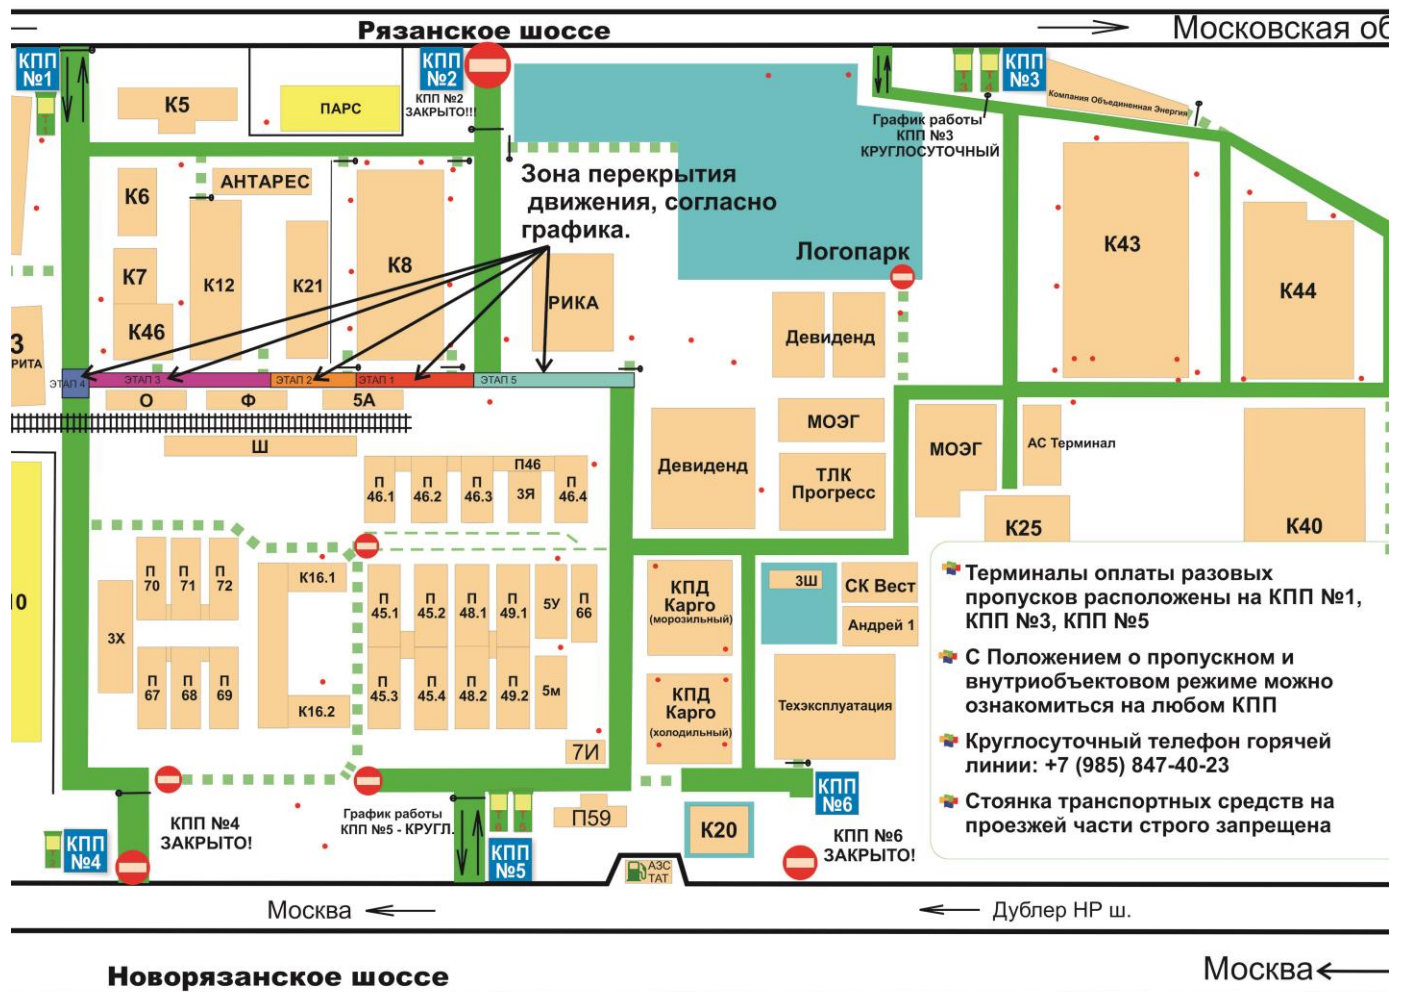 Рязанское шоссе
Московская об
КПП
№1
КПП
№2
КПП №2
ЗАКРЫТО!!!
КПП
№3
График работы
КПП №3
КРУГЛОСУТОЧНЫЙ
Компания Объединенная Энергия
К5
ПАРС
К6
АНТАРЕС
К7
К12
К21
К8
К46
Зона перекрытия
движения, согласно
графика.
Логопарк
РИКА
Девиденд
К43
К44
З
РИТА
ЭТАП 4
ЭТАП 3
ЭТАП 2
ЭТАП 1
ЭТАП 5
О
Ф
5А
Ш
Девиденд
МОЭГ
ТЛК
Прогресс
МОЭГ
АС Терминал
К25
К40
П
46.1
П
46.2
П
46.3
П46
3Я
П
46.4
П
70
П
71
П
72
3Х
П
67
П
68
П
69
К16.1
К16.2
П
45.1
П
45.2
П
48.1
П
49.1
5У
П
66
П
45.3
П
45.4
П
48.2
П
49.2
5м
7И
КПД
Карго
(морозильный)
КПД
Карго
(холодильный)
3Ш
СК Вест
Андрей 1
Техэксплуатация
Терминалы оплаты разовых
пропусков расположены на КПП №1,
КПП №3, КПП №5
С Положением о пропускном и
внутриобъектовом режиме можно
ознакомиться на любом КПП
Круглосуточный телефон горячей
линии: +7 (985) 847-40-23
Стоянка транспортных средств на
проезжей части строго запрещена
КПП
№4
КПП №4
ЗАКРЫТО!
График работы
КПП №5 - КРУГЛ.
КПП
№5
П59
К20
КПП
№6
КПП №6
ЗАКРЫТО!
АЗС
ТАТ
Москва
Дублер НР ш.
Новорязанское шоссе
Москва